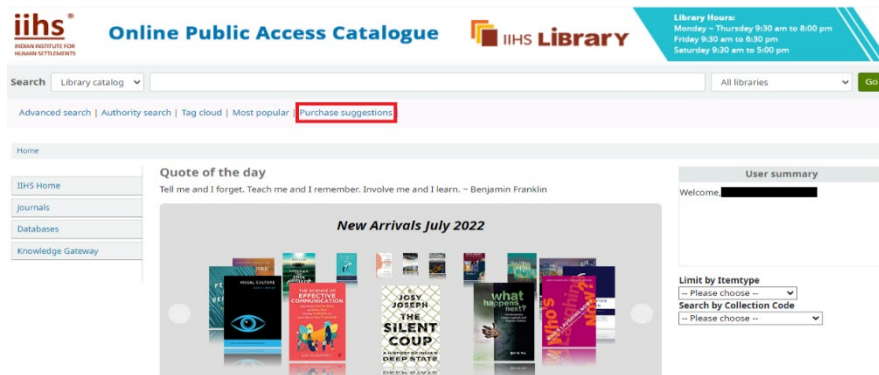 iihs
INDIAN INSTITUTE FOR
HUMAN SETTLEMENTS
Online Public Access Catalogue
IIHS LiBRARY
Library Hours:
Monday ~ Thursday 9:30 am to 8:00 pm
Friday 9:30 am to 6:30 pm
Saturday 9:30 am to 5:00 pm
Search Library catalog All libraries Go
Advanced search | Authority search | Tag cloud | Most popular | Purchase suggestions
Home
IIHS Home
Journals
Databases
Knowledge Gateway
Quote of the day
Tell me and I forget. Teach me and I remember. Involve me and I learn. ~ Benjamin Franklin
New Arrivals July 2022
VISUAL CULTURE
THE SCIENCE OF
EFFECTIVE
COMMUNICATION
JOSY
JOSEPH
THE
SILENT
COUP
A HISTORY OF INDIA'S
DEEP STATE
what
happens
next?
Who's
Laughing
Now?
User summary
Welcome,
Limit by Itemtype
-- Please choose --
Search by Collection Code
-- Please choose --